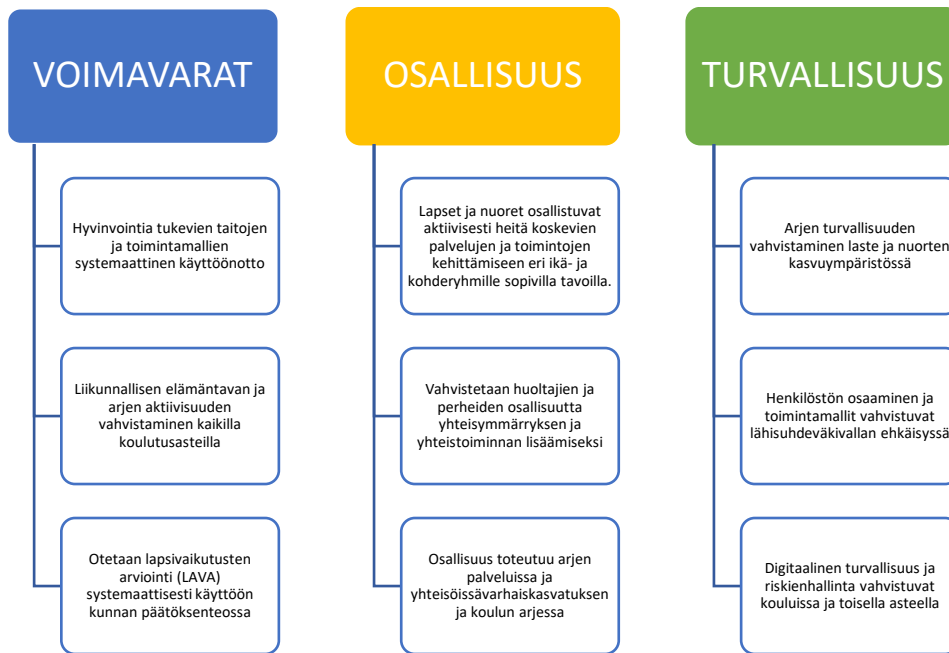 VOIMAVARAT
Hyvinvointia tukevien taitojen
ja toimintamallien
systemaattinen käyttöönotto
Liikunnallisen elämäntavan ja
arjen aktiivisuuden
vahvistaminen kaikilla
koulutusasteilla
Otetaan lapsivaikutusten
arviointi (LAVA)
systemaattisesti käyttöön
kunnan päätöksenteossa
OSALLISUUS
Lapset ja nuoret osallistuvat
aktiivisesti heitä koskevien
palvelujen ja toimintojen
kehittämiseen eri ikä- ja
kohderyhmille sopivilla tavoilla.
Vahvistetaan huoltajien ja
perheiden osallisuutta
yhteisymmärryksen ja
yhteistoiminnan lisäämiseksi
Osallisuus toteutuu arjen
palveluissa ja
yhteisöissävarhaiskasvatuksen
ja koulun arjessa
TURVALLISUUS
Arjen turvallisuuden
vahvistaminen laste ja nuorten
kasvuympäristössä
Henkilöstön osaaminen ja
toimintamallit vahvistuvat
lähisuhdeväkivallan ehkäisyssä
Digitaalinen turvallisuus ja
riskienhallinta vahvistuvat
kouluissa ja toisella asteella